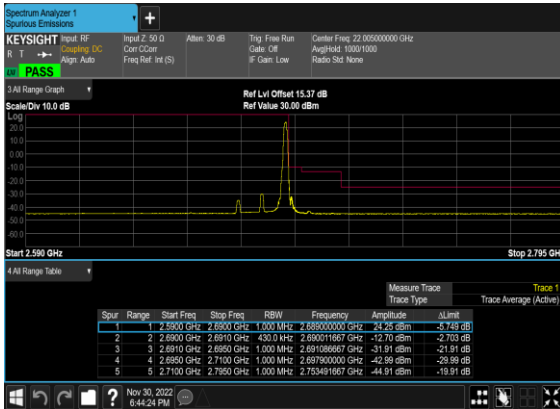 Spectrum Analyzer 1
Spurious Emissions
+
KEYSIGHT Input: RF Input Z: 50 Ω Atten: 30 dB Trig: Free Run Center Freq: 22.005000000 GHz
R T Coupling: DC Corr CCorr Gate: Off Avg|Hold: 1000/1000
Align: Auto Freq Ref: Int (S) IF Gain: Low Radio Std: None
PASS
3 All Range Graph
Ref Lvl Offset 15.37 dB
Scale/Div 10.0 dB Ref Value 30.00 dBm
Log
20.0
10.0
0.00
-10.0
-20.0
-30.0
-40.0
-50.0
-60.0
Start 2.590 GHz Stop 2.795 GH
4 All Range Table
Measure Trace Trace 1
Trace Type Trace Average (Active)
Spur Range Start Freq Stop Freq RBW Frequency Amplitude ΔLimit
1 1 2.5900 GHz 2.6900 GHz 1.000 MHz 2.689000000 GHz 24.25 dBm -5.749 dB
2 2 2.6900 GHz 2.6910 GHz 430.0 kHz 2.690011667 GHz -12.70 dBm -2.703 dB
3 3 2.6910 GHz 2.6950 GHz 1.000 MHz 2.691086667 GHz -31.91 dBm -21.91 dB
4 4 2.6950 GHz 2.7100 GHz 1.000 MHz 2.697900000 GHz -42.99 dBm -29.99 dB
5 5 2.7100 GHz 2.7950 GHz 1.000 MHz 2.753491667 GHz -44.91 dBm -19.91 dB
? Nov 30, 2022
6:44:24 PM